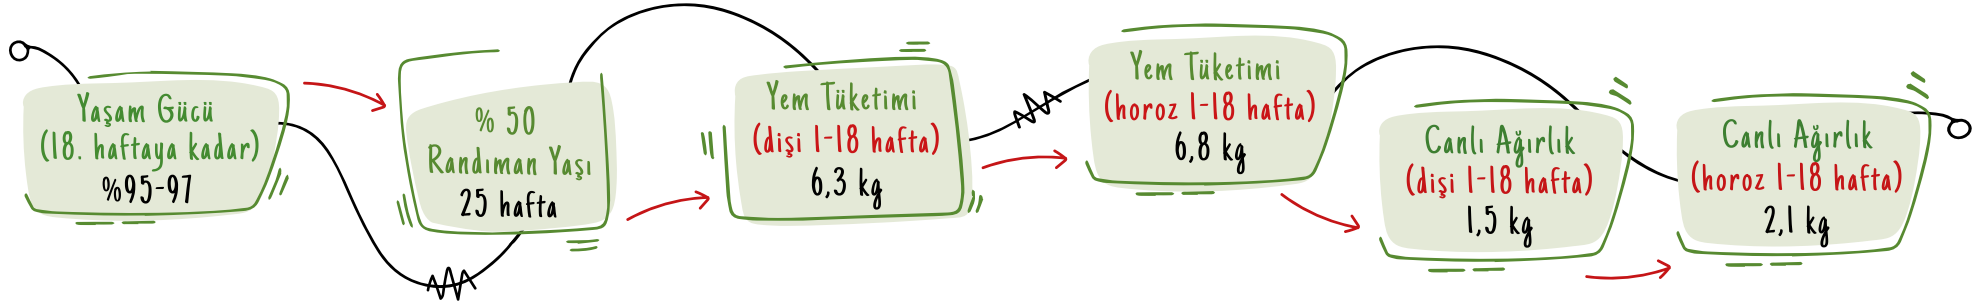 Yaşam Gücü
(18. haftaya kadar)
%95-97
% 50
Randıman Yaşı
25 hafta
Yem Tüketimi
(dişi 1-18 hafta)
6,3 kg
Yem Tüketimi
(horoz 1-18 hafta)
6,8 kg
Canlı Ağırlık
(dişi 1-18 hafta)
1,5 kg
Canlı Ağırlık
(horoz 1-18 hafta)
2,1 kg